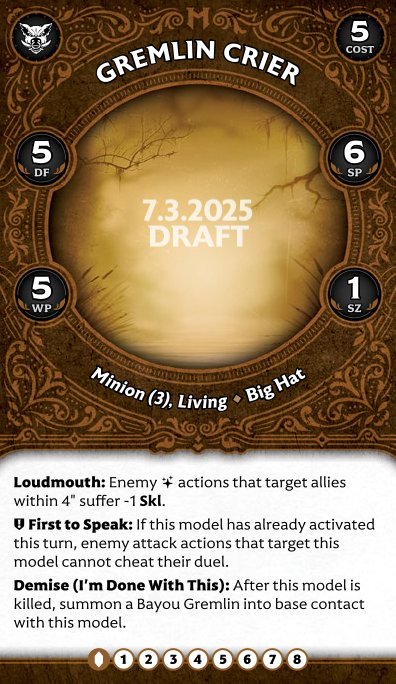 M
GREMLIN CRIER
5
COST
5
DF
6
SP
7.3.2025
DRAFT
5
WP
1
SZ
Minion (3), Living ◆ Big Hat
Loudmouth: Enemy actions that target allies
within 4" suffer -1 Skl.
First to Speak: If this model has already activated
this turn, enemy attack actions that target this
model cannot cheat their duel.
Demise (I'm Done With This): After this model is
killed, summon a Bayou Gremlin into base contact
with this model.
1 2 3 4 5 6 7 8